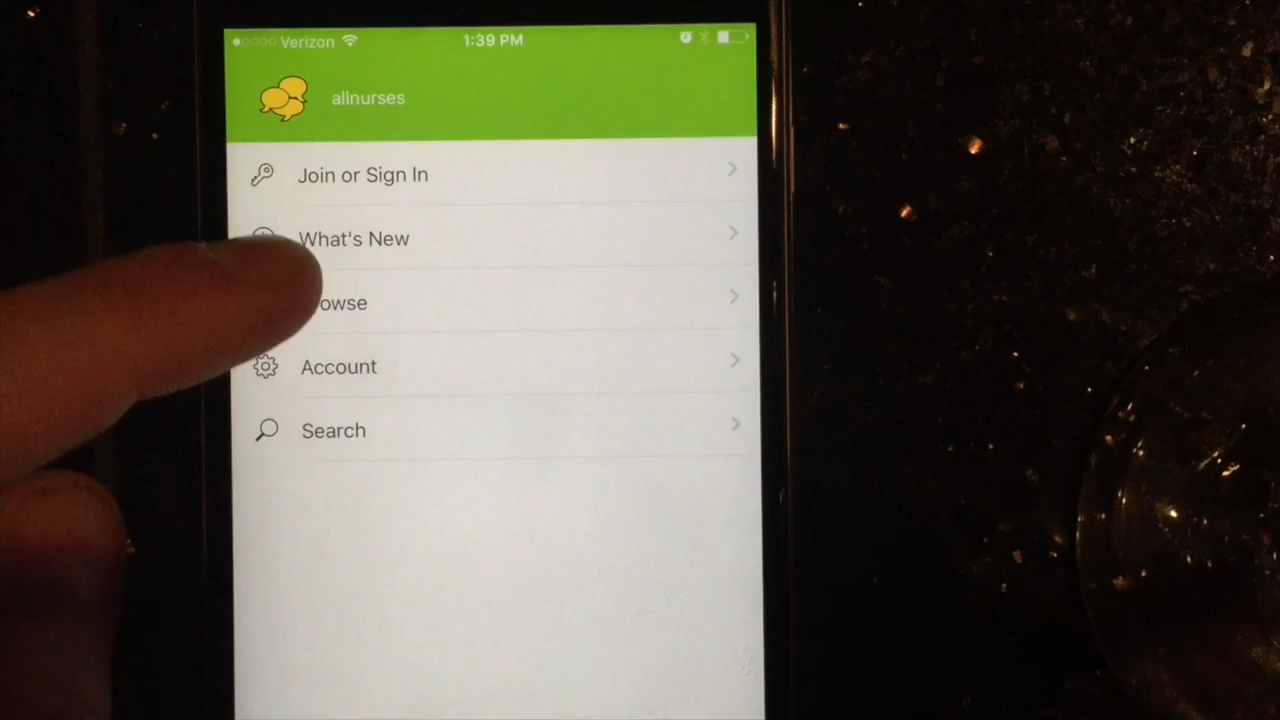 Verizon 1:39 PM
allnurses
Join or Sign In
What's New
owse
Account
Search